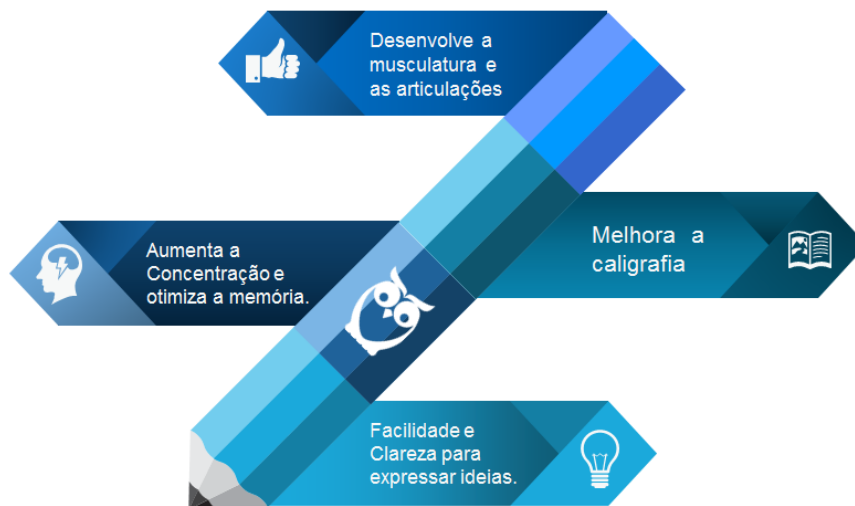 Desenvolve a
musculatura e
as articulações
Aumenta a
Concentração e
otimiza a memória.
Melhora a
caligrafia
Facilidade e
Clareza para
expressar ideias.